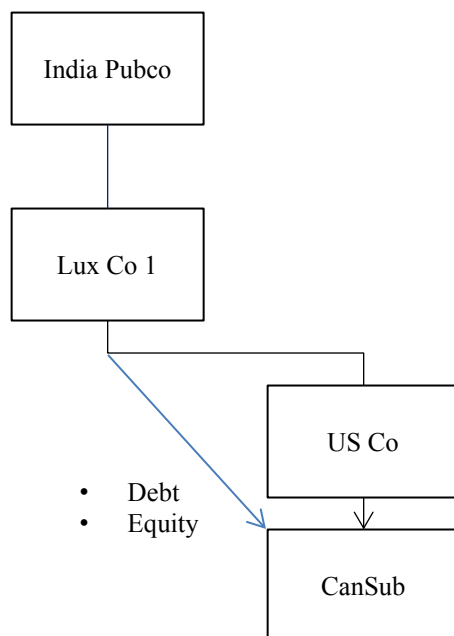 India Pubco
Lux Co 1
US Co
• Debt
• Equity
CanSub